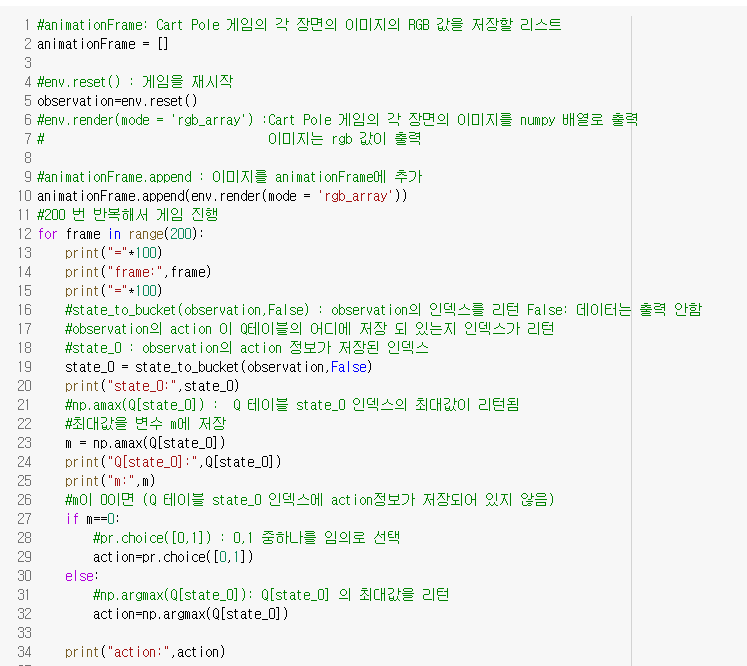 1 #animationFrame: Cart Pole 게임의 각 장면의 이미지의 RGB 값을 저장할 리스트
2 animationFrame = []
3
4 #env.reset() : 게임을 재시작
5 observation=env.reset()
6 #env.render(mode = 'rgb_array') :Cart Pole 게임의 각 장면의 이미지를 numpy 배열로 출력
7 #                              이미지는 rgb 값이 출력
8
9 #animationFrame.append : 이미지를 animationFrame에 추가
10 animationFrame.append(env.render(mode = 'rgb_array'))
11 #200 번 반복해서 게임 진행
12 for frame in range(200):
13     print("="*100)
14     print("frame:",frame)
15     print("="*100)
16     #state_to_bucket(observation,False) : observation의 인덱스를 리턴 False: 데이터는 출력 안함
17     #observation의 action 이 Q테이블의 어디에 저장 되 있는지 인덱스가 리턴
18     #state_0 : observation의 action 정보가 저장된 인덱스
19     state_0 = state_to_bucket(observation,False)
20     print("state_0:",state_0)
21     #np.amax(Q[state_0]) :  Q 테이블 state_0 인덱스의 최대값이 리턴됨
22     #최대값을 변수 m에 저장
23     m = np.amax(Q[state_0])
24     print("Q[state_0]:",Q[state_0])
25     print("m:",m)
26     #m이 0이면 (Q 테이블 state_0 인덱스에 action정보가 저장되어 있지 않음)
27     if m==0:
28         #pr.choice([0,1]) : 0,1 중하나를 임의로 선택
29         action=pr.choice([0,1])
30     else:
31         #np.argmax(Q[state_0]): Q[state_0] 의 최대값을 리턴
32         action=np.argmax(Q[state_0])
33
34     print("action:",action)